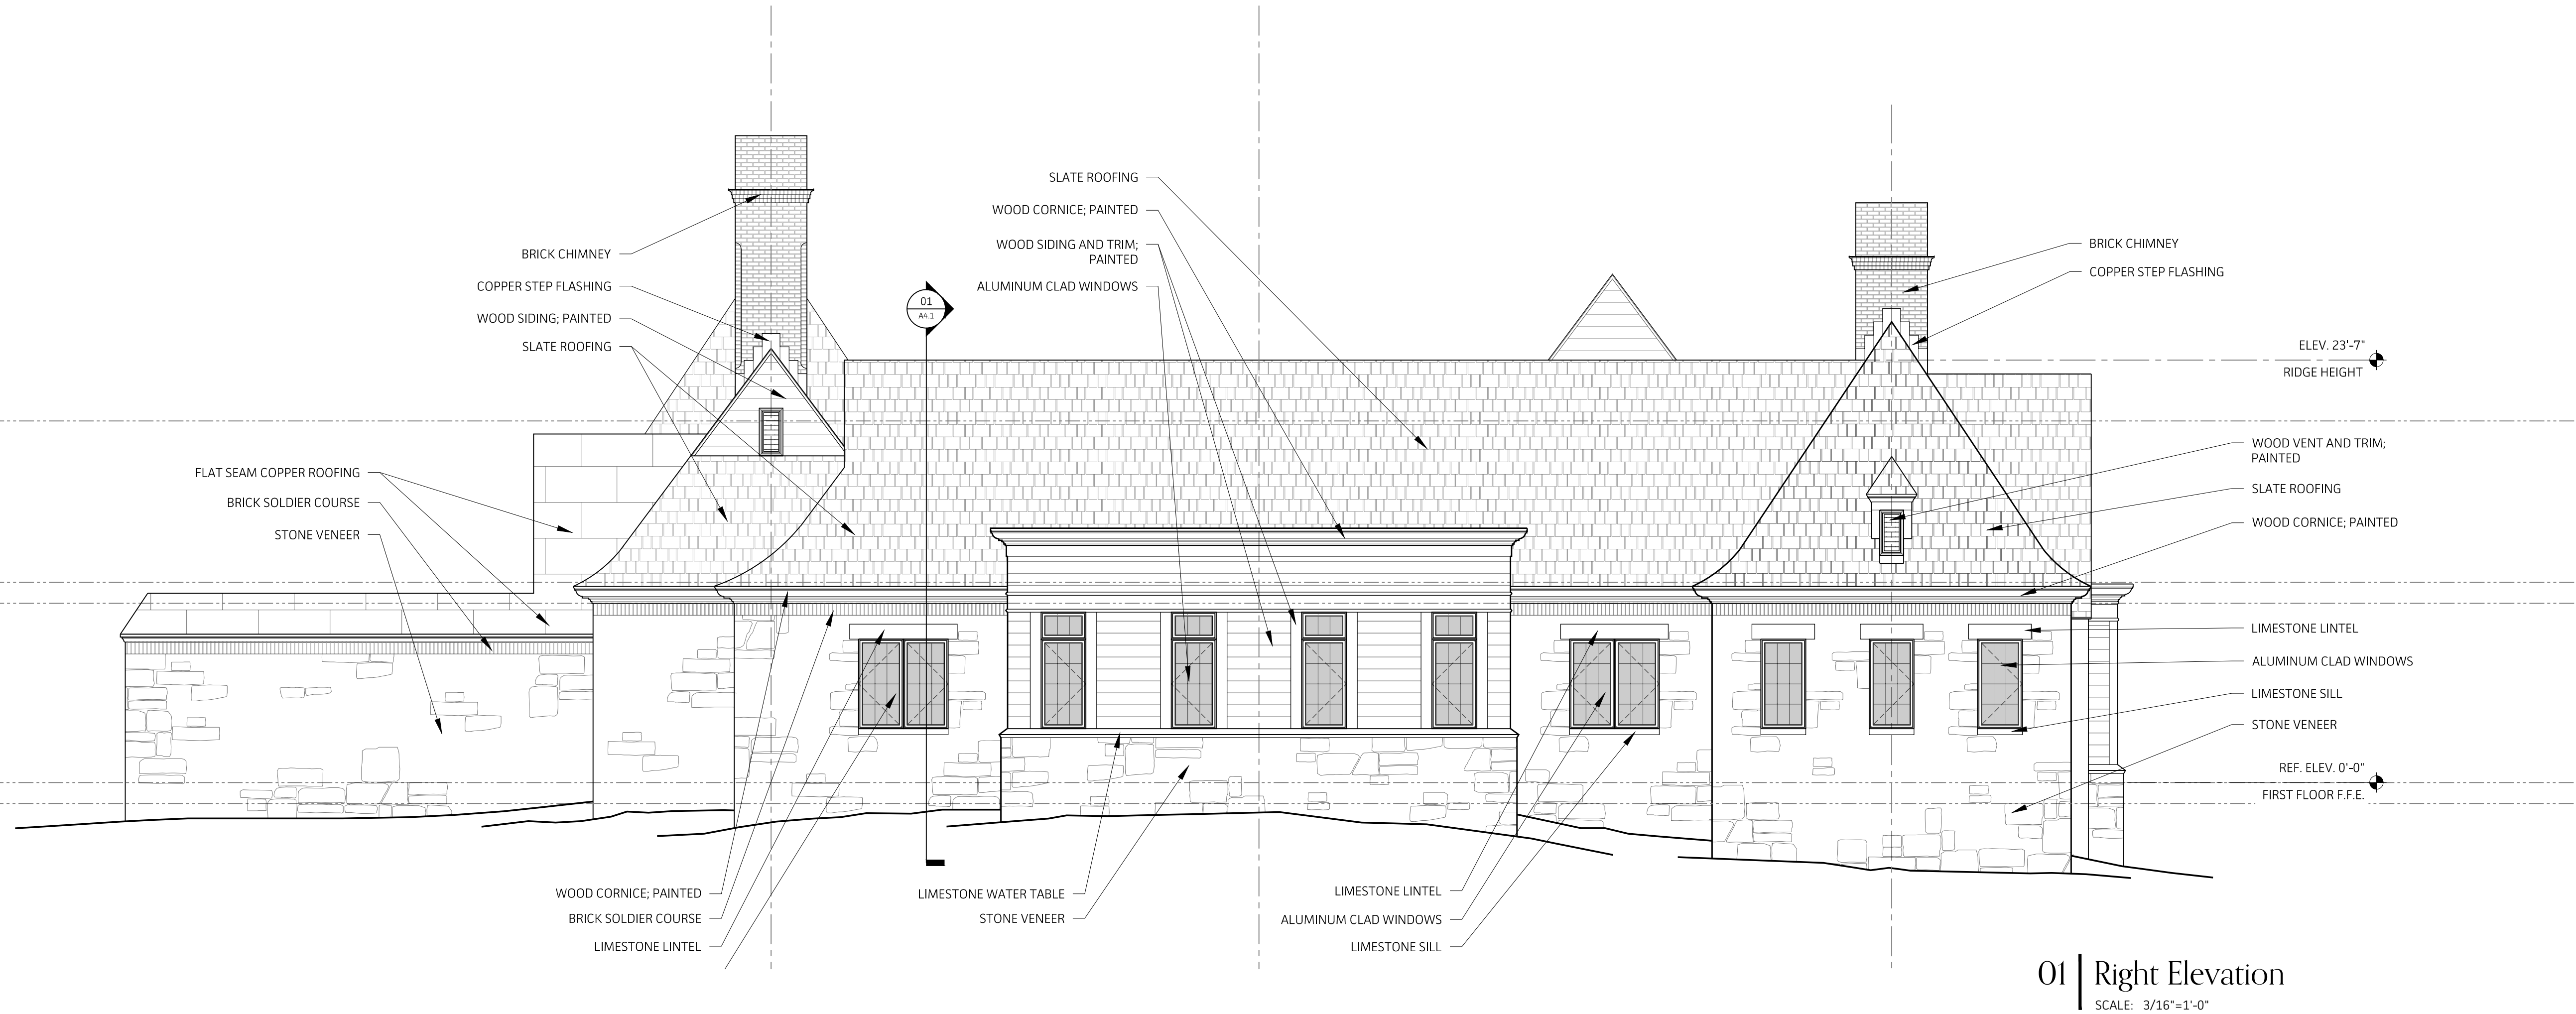 SLATE ROOFING
WOOD CORNICE; PAINTED
WOOD SIDING AND TRIM;
PAINTED
ALUMINUM CLAD WINDOWS
BRICK CHIMNEY
COPPER STEP FLASHING
WOOD SIDING; PAINTED
SLATE ROOFING
01
A4.1
BRICK CHIMNEY
COPPER STEP FLASHING
ELEV. 23'-7"
RIDGE HEIGHT
FLAT SEAM COPPER ROOFING
BRICK SOLDIER COURSE
STONE VENEER
WOOD VENT AND TRIM;
PAINTED
SLATE ROOFING
WOOD CORNICE; PAINTED
LIMESTONE LINTEL
ALUMINUM CLAD WINDOWS
LIMESTONE SILL
STONE VENEER
REF. ELEV. 0'-0"
FIRST FLOOR F.F.E.
WOOD CORNICE; PAINTED
BRICK SOLDIER COURSE
LIMESTONE LINTEL
LIMESTONE WATER TABLE
STONE VENEER
LIMESTONE LINTEL
ALUMINUM CLAD WINDOWS
LIMESTONE SILL
01 Right Elevation
SCALE: 3/16"=1'-0"